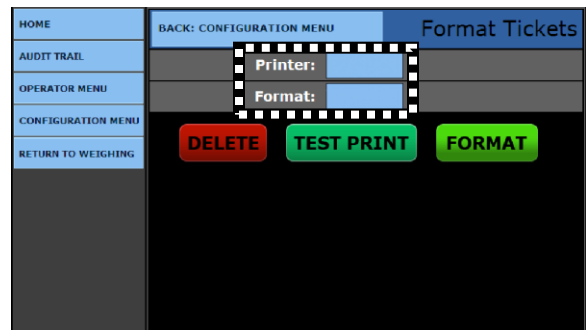 HOME
AUDIT TRAIL
OPERATOR MENU
CONFIGURATION MENU
RETURN TO WEIGHING
BACK: CONFIGURATION MENU
Format Tickets
Printer:
Format:
DELETE
TEST PRINT
FORMAT